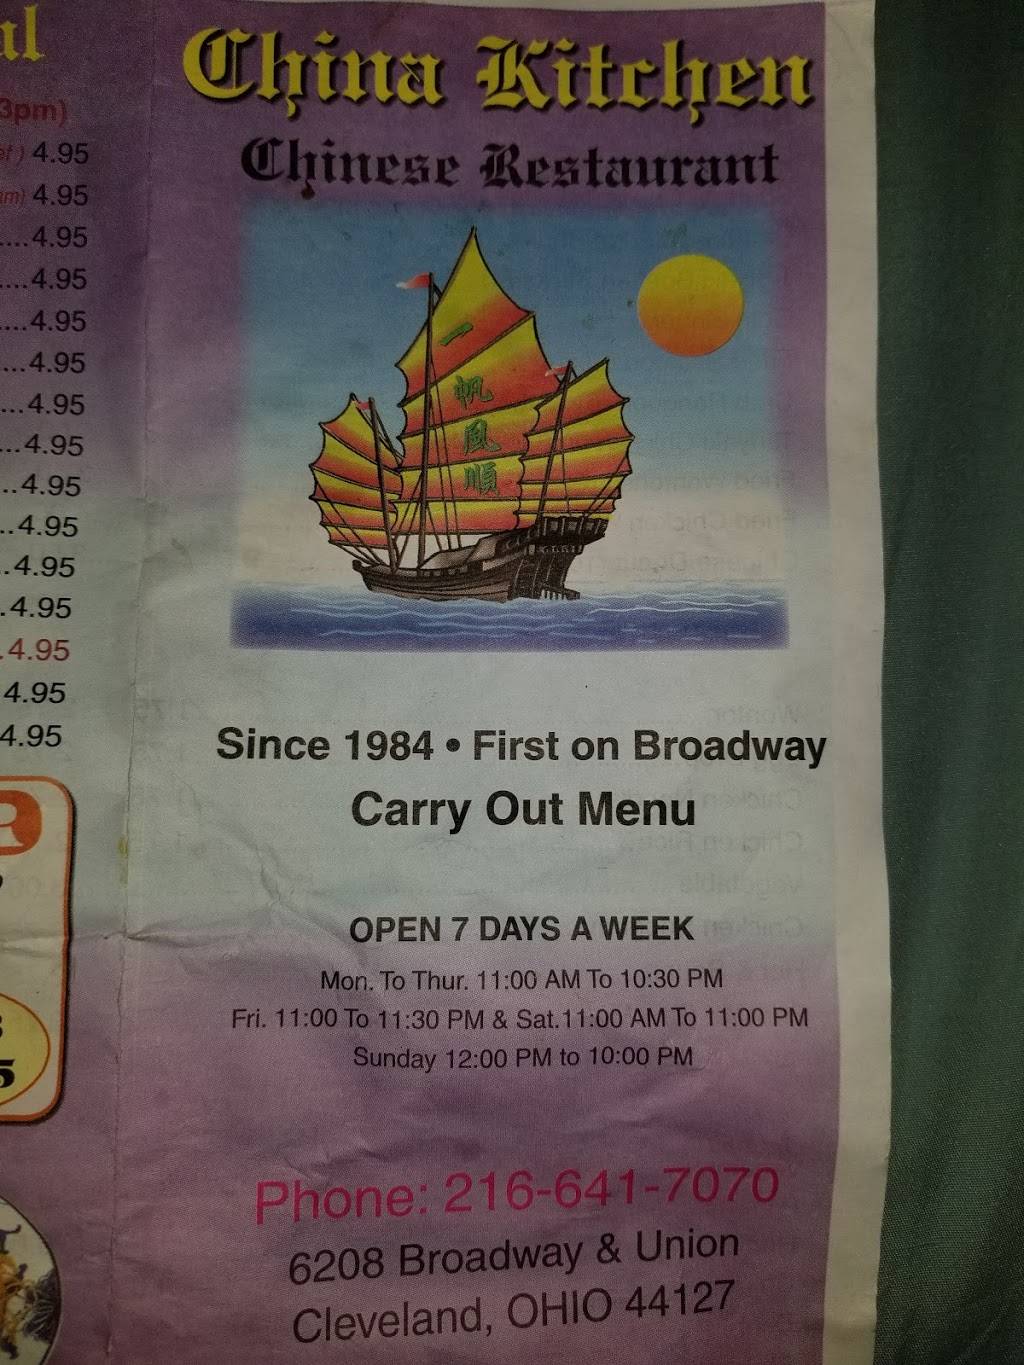 al
3pm)
4.95
4.95
....4.95
....4.95
....4.95
....4.95
...4.95
...4.95
...4.95
...4.95
..4.95
..4.95
.4.95
4.95
4.95
China Kitchen
Chinese Restaurant
一
帆
風
順
Since 1984 • First on Broadway
Carry Out Menu
OPEN 7 DAYS A WEEK
Mon. To Thur. 11:00 AM To 10:30 PM
Fri. 11:00 To 11:30 PM & Sat.11:00 AM To 11:00 PM
Sunday 12:00 PM to 10:00 PM
Phone: 216-641-7070
6208 Broadway & Union
Cleveland, OHIO 44127